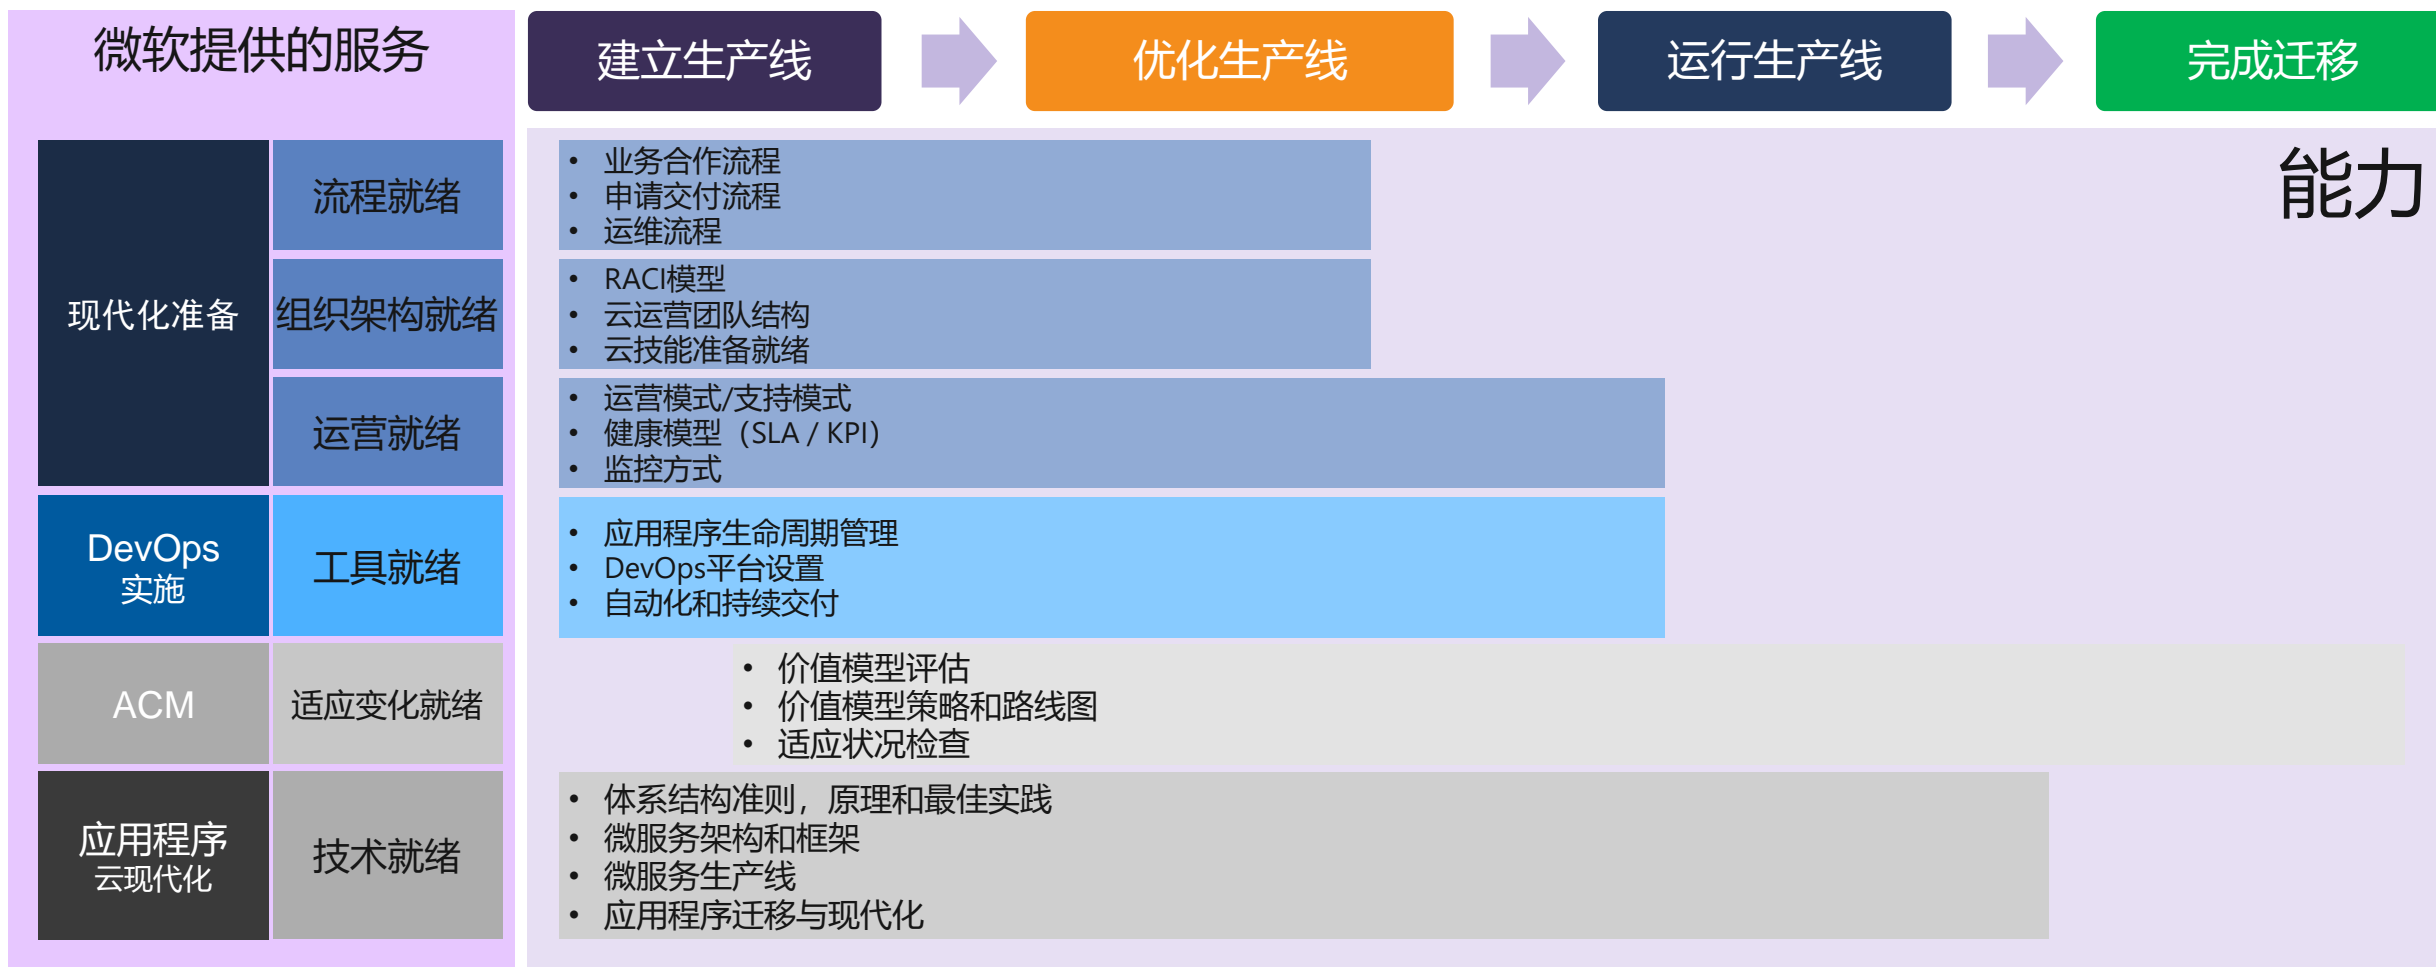 微软提供的服务
建立生产线
优化生产线
运行生产线
完成迁移
能力
现代化准备
流程就绪
• 业务合作流程
• 申请交付流程
• 运维流程
组织架构就绪
• RACI模型
• 云运营团队结构
• 云技能准备就绪
运营就绪
• 运营模式/支持模式
• 健康模型（SLA / KPI）
• 监控方式
DevOps
实施
工具就绪
• 应用程序生命周期管理
• DevOps平台设置
• 自动化和持续交付
ACM
适应变化就绪
• 价值模型评估
• 价值模型策略和路线图
• 适应状况检查
应用程序
云现代化
技术就绪
• 体系结构准则，原理和最佳实践
• 微服务架构和框架
• 微服务生产线
• 应用程序迁移与现代化